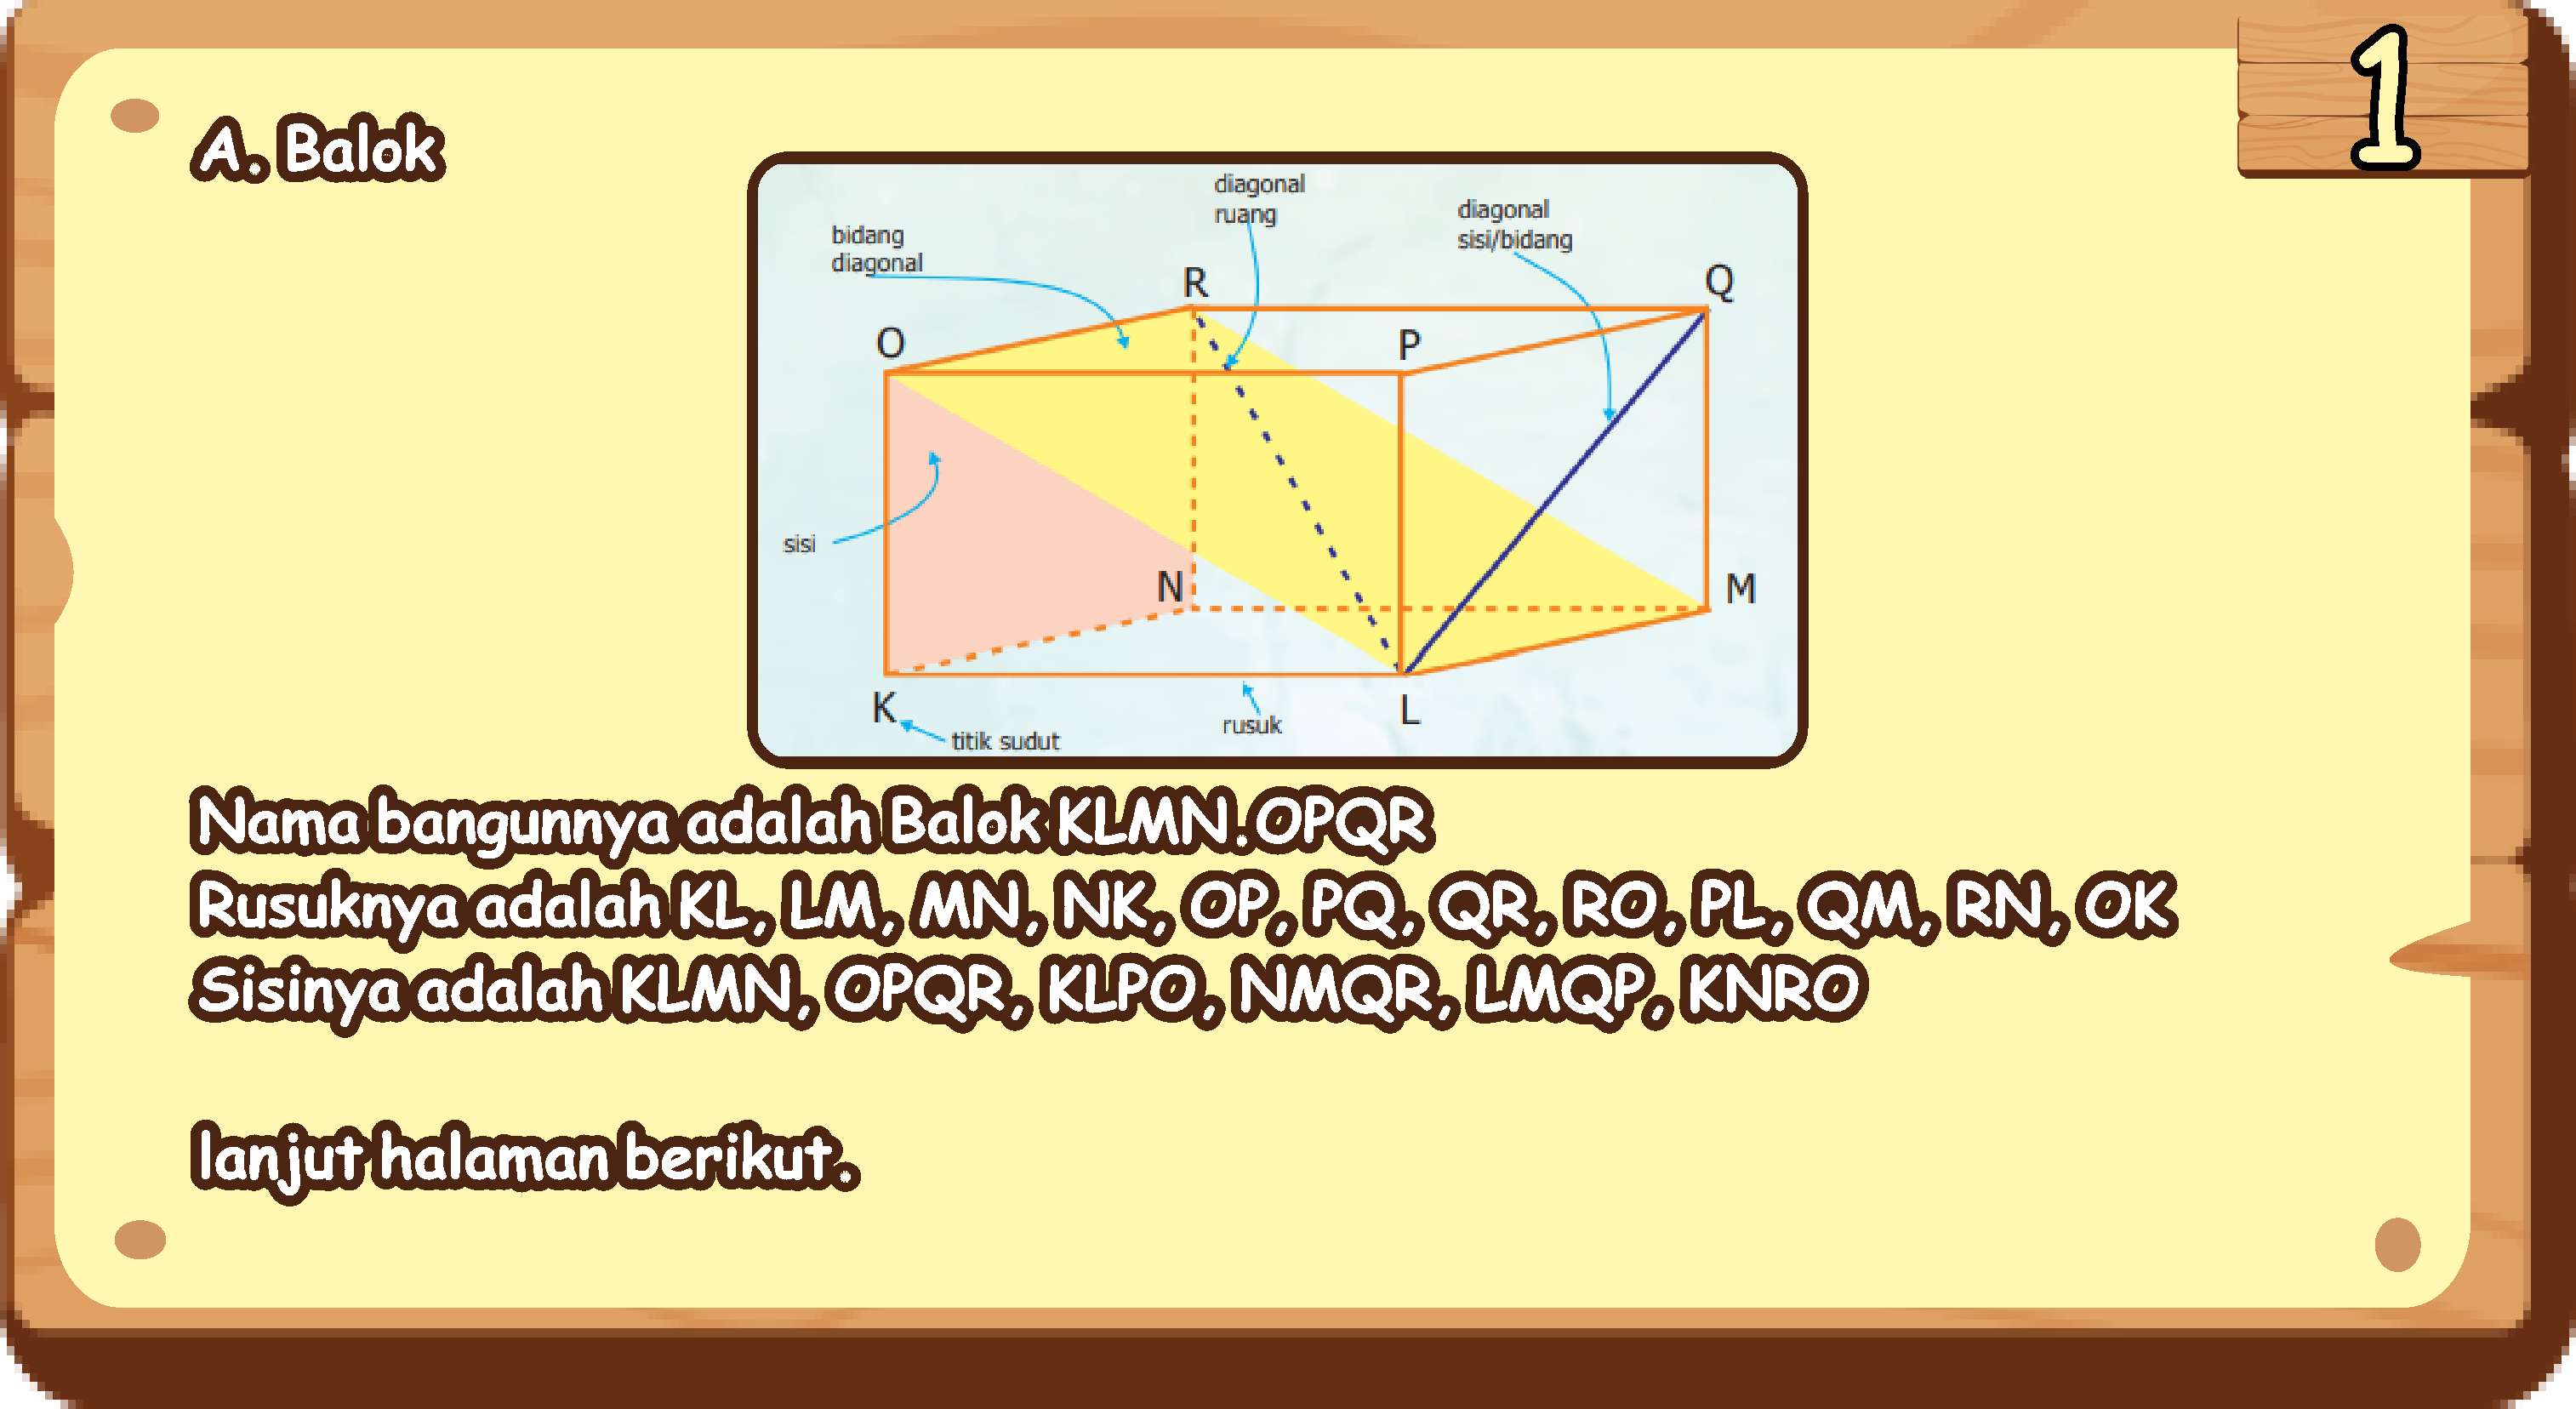 1
A. Balok
diagonal
ruang
diagonal
sisi/bidang
bidang
diagonal
R
Q
O
P
sisi
N
M
K
L
titik sudut
rusuk
Nama bangunnya adalah Balok KLMN.OPQR
Rusuknya adalah KL, LM, MN, NK, OP, PQ, QR, RO, PL, QM, RN, OK
Sisinya adalah KLMN, OPQR, KLPO, NMQR, LMQP, KNRO
lanjut halaman berikut.